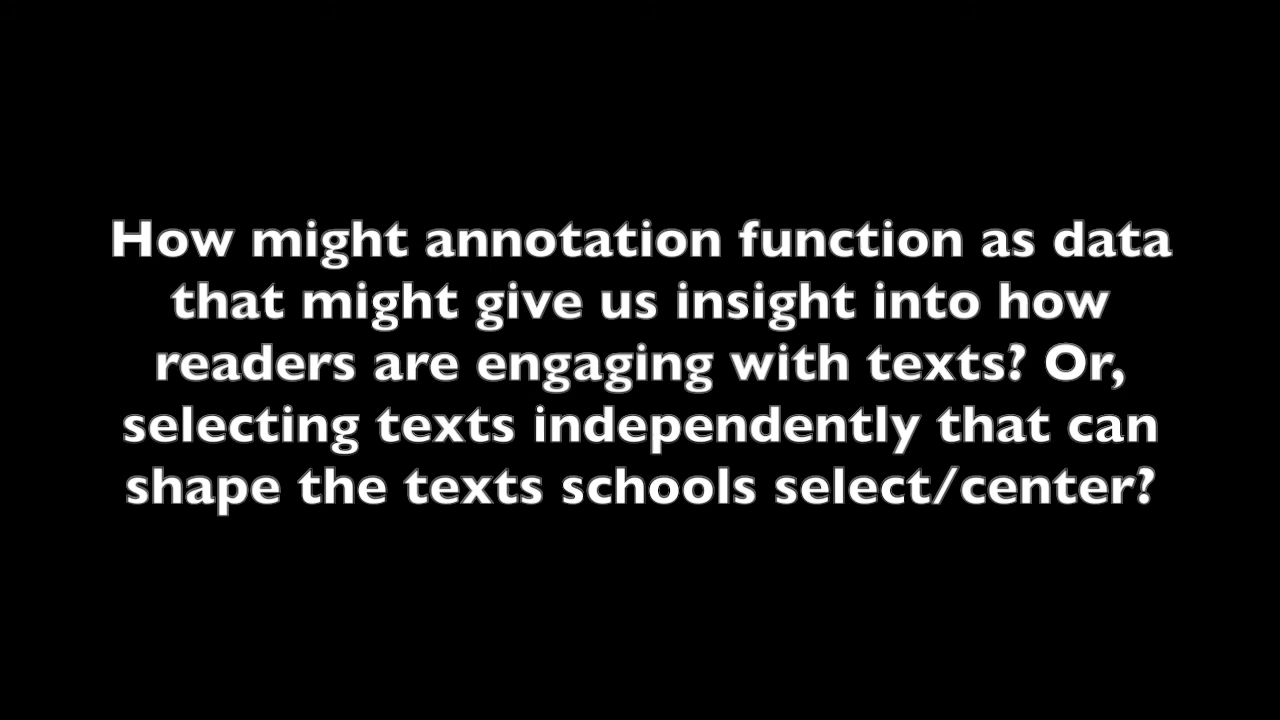 How might annotation function as data
that might give us insight into how
readers are engaging with texts? Or,
selecting texts independently that can
shape the texts schools select/center?